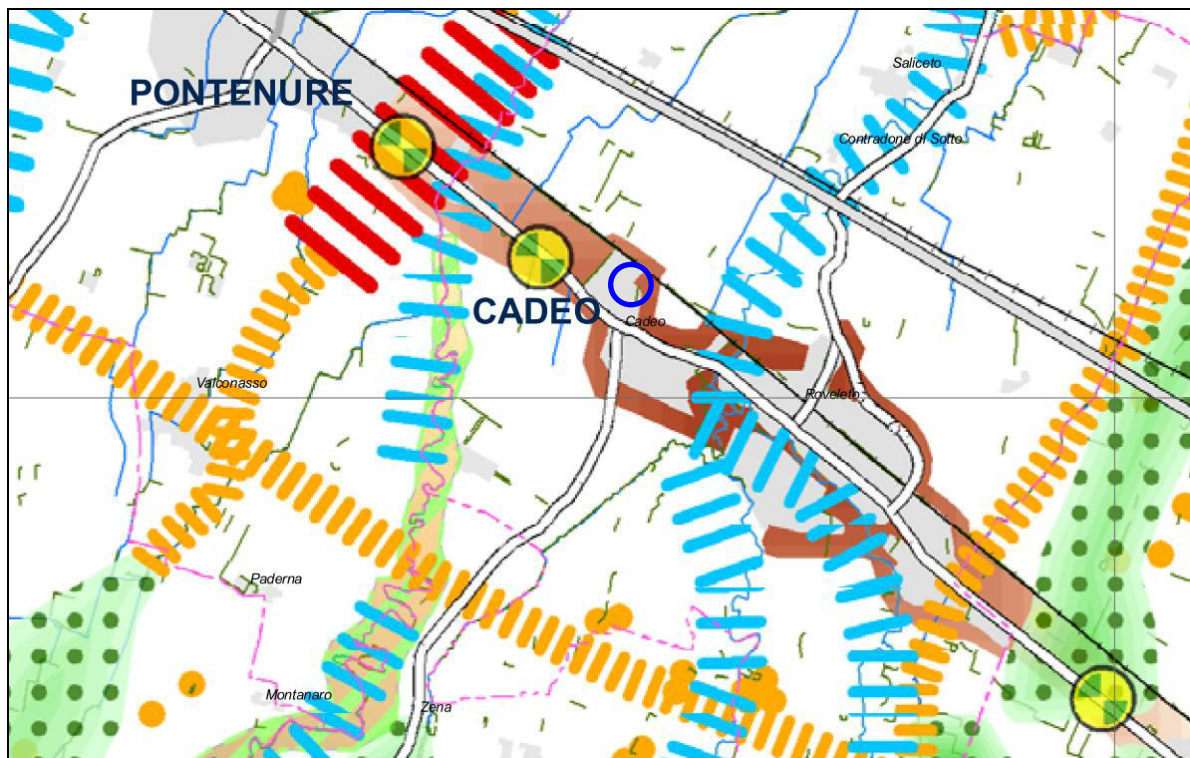 Saliceto
PONTENURE
Contradone di Sotto
CADEO
Cadeo
Valconasso
Roveleto
Paderna
Montanaro
Zena